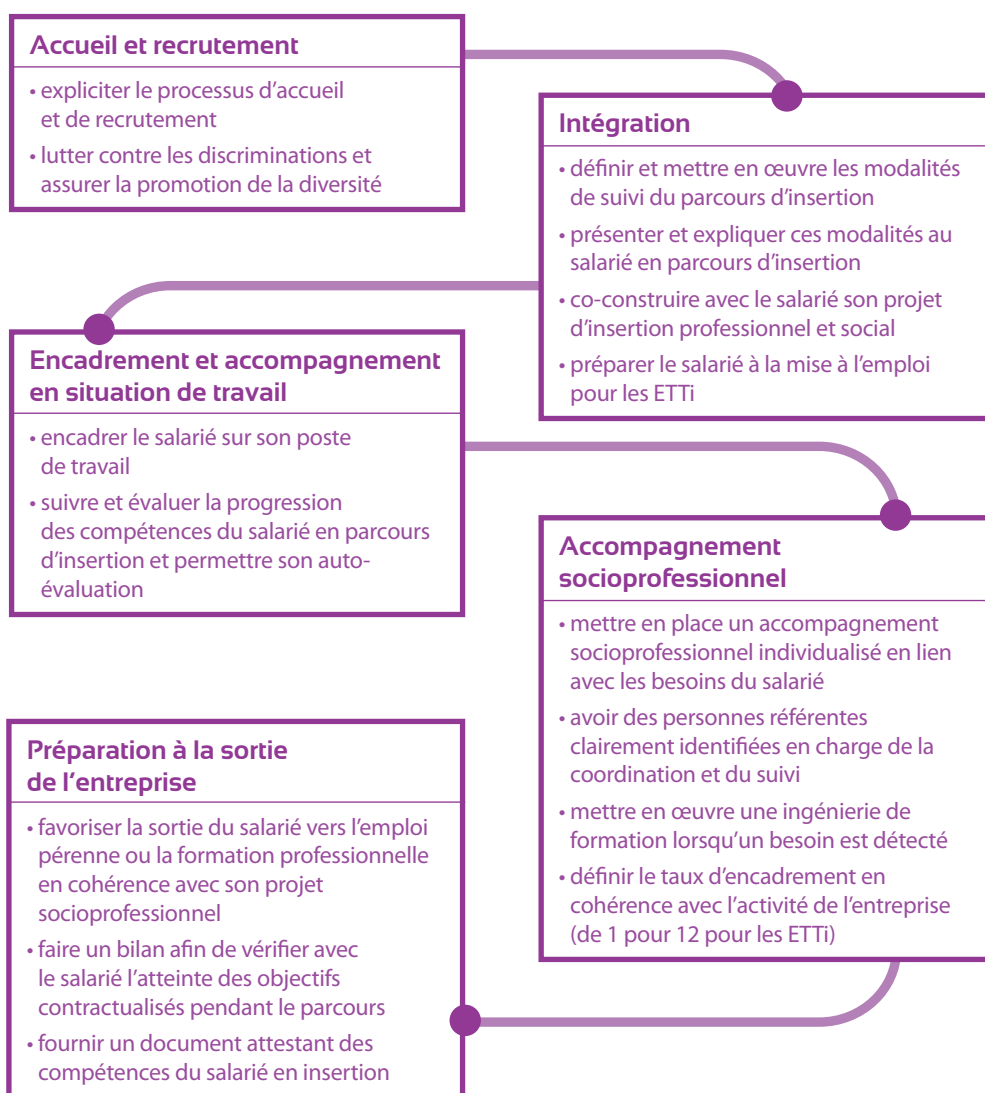 Accueil et recrutement
• expliciter le processus d'accueil
et de recrutement
• lutter contre les discriminations et
assurer la promotion de la diversité
Intégration
• définir et mettre en œuvre les modalités
de suivi du parcours d'insertion
• présenter et expliquer ces modalités au
salarié en parcours d'insertion
• co-construire avec le salarié son projet
d'insertion professionnel et social
• préparer le salarié à la mise à l'emploi
pour les ETTi
Encadrement et accompagnement
en situation de travail
• encadrer le salarié sur son poste
de travail
• suivre et évaluer la progression
des compétences du salarié en parcours
d'insertion et permettre son auto-
évaluation
Accompagnement
socioprofessionnel
• mettre en place un accompagnement
socioprofessionnel individualisé en lien
avec les besoins du salarié
• avoir des personnes référentes
clairement identifiées en charge de la
coordination et du suivi
• mettre en œuvre une ingénierie de
formation lorsqu'un besoin est détecté
• définir le taux d'encadrement en
cohérence avec l'activité de l'entreprise
(de 1 pour 12 pour les ETTi)
Préparation à la sortie
de l'entreprise
• favoriser la sortie du salarié vers l'emploi
pérenne ou la formation professionnelle
en cohérence avec son projet
socioprofessionnel
• faire un bilan afin de vérifier avec
le salarié l'atteinte des objectifs
contractualisés pendant le parcours
• fournir un document attestant des
compétences du salarié en insertion